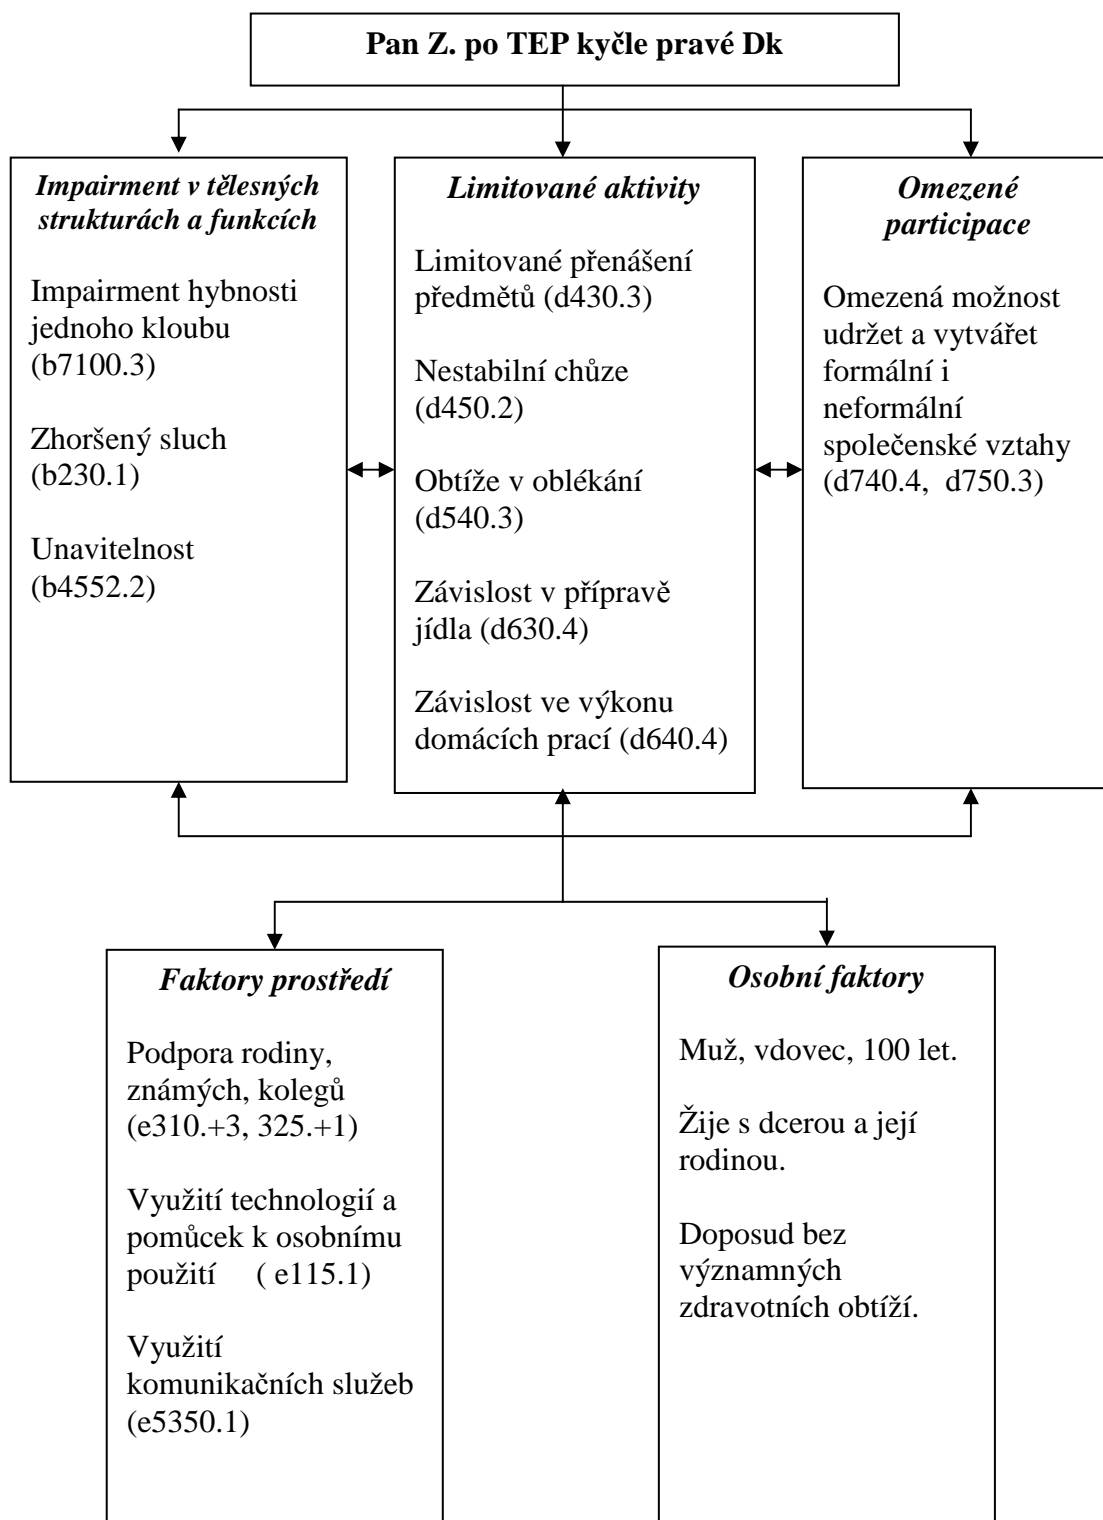 Pan Z. po TEP kyčle pravé Dk
Impairment v tělesných
strukturách a funkcích
Impairment hybnosti
jednoho kloubu
(b7100.3)
Zhoršený sluch
(b230.1)
Unavitelnost
(b4552.2)
Limitované aktivity
Limitované přenášení
předmětů (d430.3)
Nestabilní chůze
(d450.2)
Obtíže v oblékání
(d540.3)
Závislost v přípravě
jídla (d630.4)
Závislost ve výkonu
domácích prací (d640.4)
Omezené
participace
Omezená možnost
udržet a vytvářet
formální i
neformální
společenské vztahy
(d740.4,  d750.3)
Faktory prostředí
Podpora rodiny,
známých, kolegů
(e310.+3, 325.+1)
Využití technologií a
pomůcek k osobnímu
použití    ( e115.1)
Využití
komunikačních služeb
(e5350.1)
Osobní faktory
Muž, vdovec, 100 let.
Žije s dcerou a její
rodinou.
Doposud bez
významných
zdravotních obtíží.